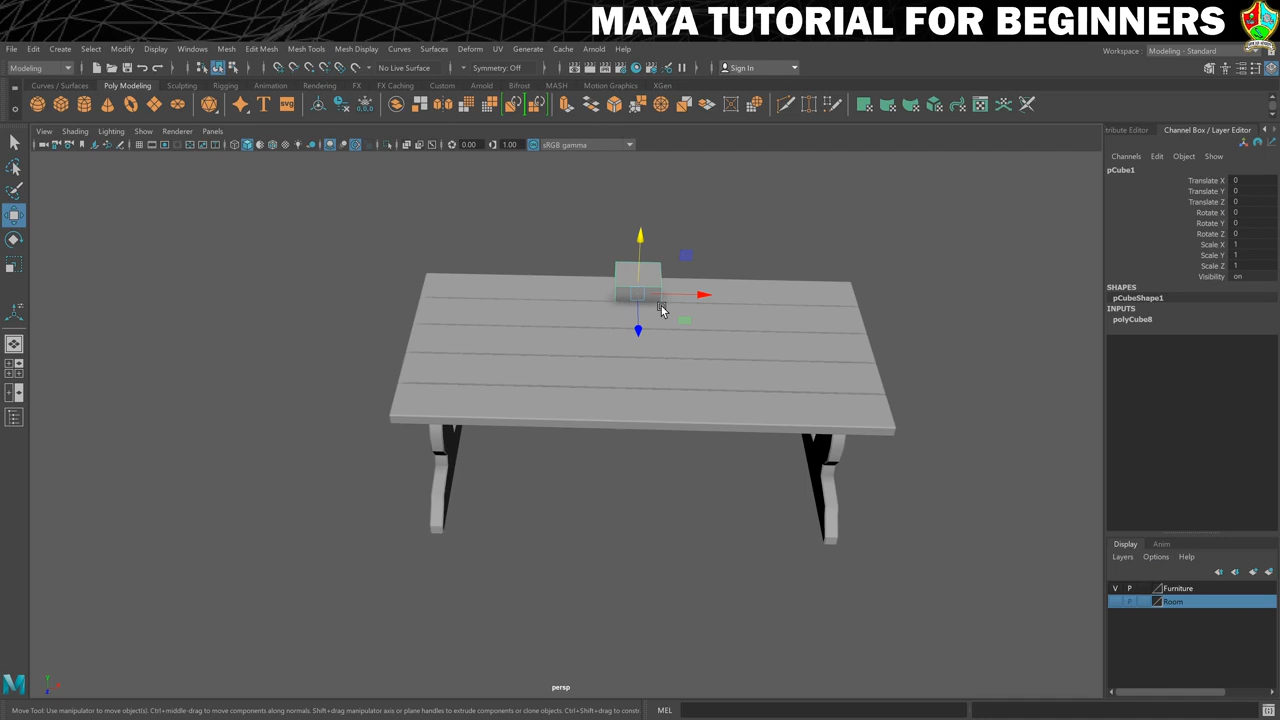 MAYA TUTORIAL FOR BEGINNERS
File Edit Create Select Modify Display Windows Mesh Edit Mesh Mesh Tools Mesh Display Curves Surfaces Deform UV Generate Cache Arnold Help
Workspace : Modeling - Standard
Modeling No Live Surface Symmetry: Off Sign In
Curves / Surfaces Poly Modeling Sculpting Rigging Animation Rendering FX FX Caching Custom Arnold Bifrost MASH Motion Graphics XGen
View Shading Lighting Show Renderer Panels
tribute Editor Channel Box / Layer Editor
0.00 1.00 sRGB gamma
Channels Edit Object Show
pCube1
Translate X 0
Translate Y 0
Translate Z 0
Rotate X 0
Rotate Y 0
Rotate Z 0
Scale X 1
Scale Y 1
Scale Z 1
Visibility on
SHAPES
pCubeShape1
INPUTS
polyCube8
Display Anim
Layers Options Help
V P Furniture
P Room
persp
Move Tool: Use manipulator to move object(s). Ctrl+middle-drag to move components along normals. Shift+drag manipulator axis or plane handles to extrude components or clone objects. Ctrl+Shift+drag to constr
MEL